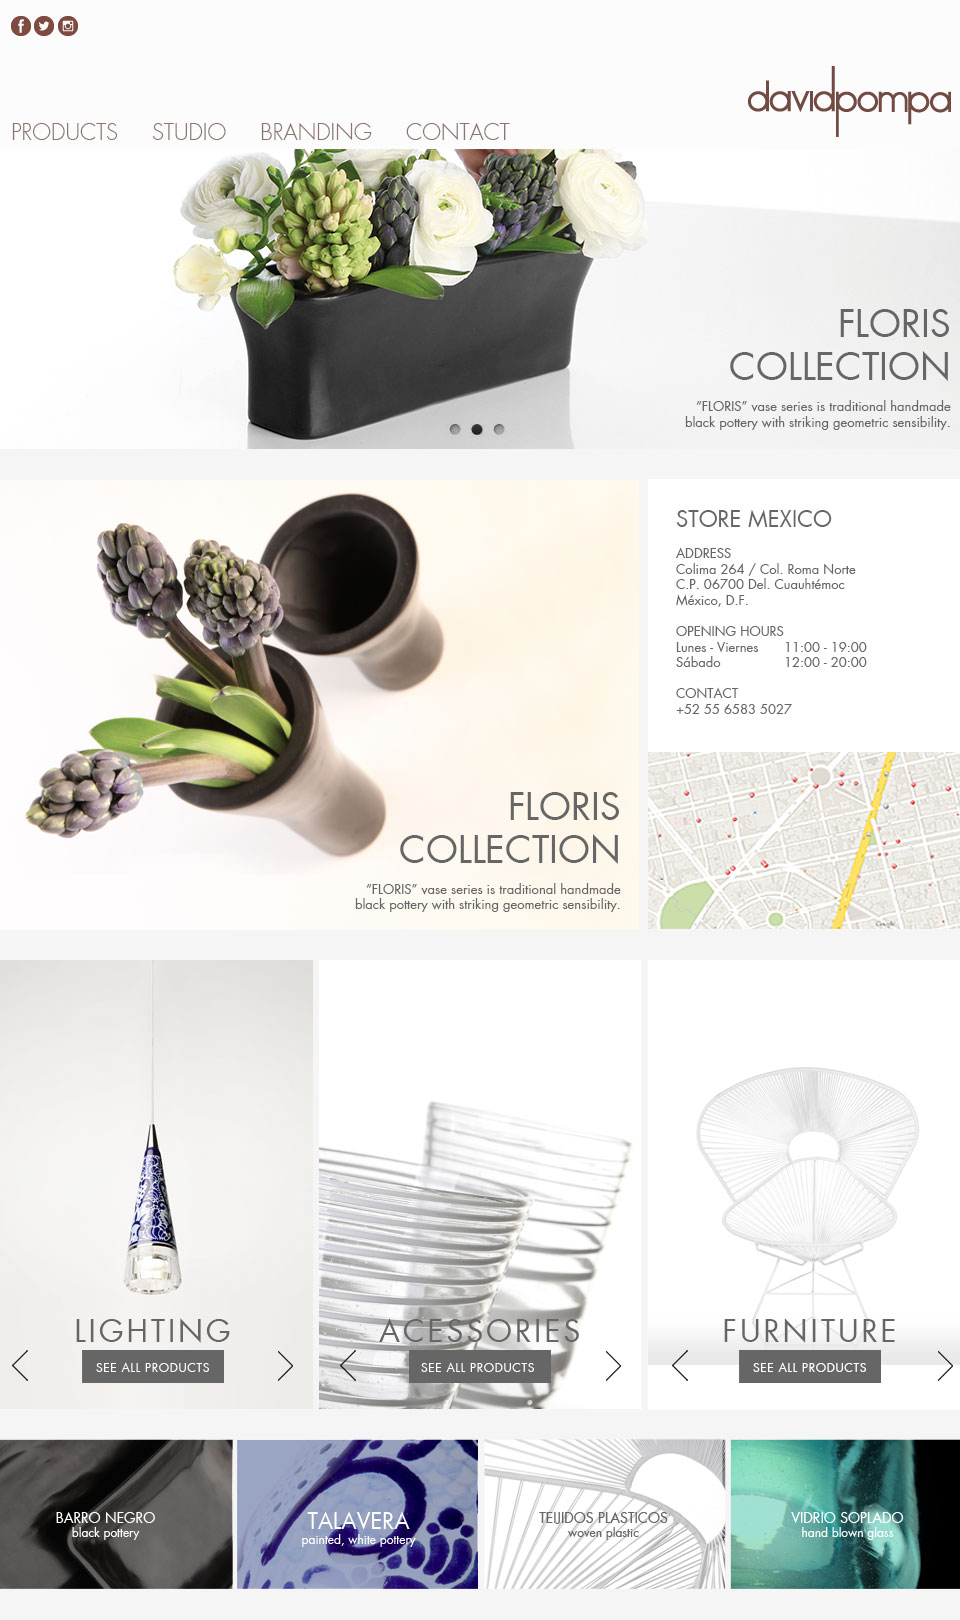 davidpompa
PRODUCTS STUDIO BRANDING CONTACT
FLORIS
COLLECTION
“FLORIS” vase series is traditional handmade
black pottery with striking geometric sensibility.
FLORIS
COLLECTION
“FLORIS” vase series is traditional handmade
black pottery with striking geometric sensibility.
STORE MEXICO
ADDRESS
Colima 264 / Col. Roma Norte
C.P. 06700 Del. Cuauhtémoc
México, D.F.
OPENING HOURS
Lunes - Viernes 11:00 - 19:00
Sábado 12:00 - 20:00
CONTACT
+52 55 6583 5027
Google
LIGHTING
SEE ALL PRODUCTS
ACESSORIES
SEE ALL PRODUCTS
FURNITURE
SEE ALL PRODUCTS
BARRO NEGRO
black pottery
TALAVERA
painted, white pottery
TEIJIDOS PLASTICOS
woven plastic
VIDRIO SOPLADO
hand blown glass